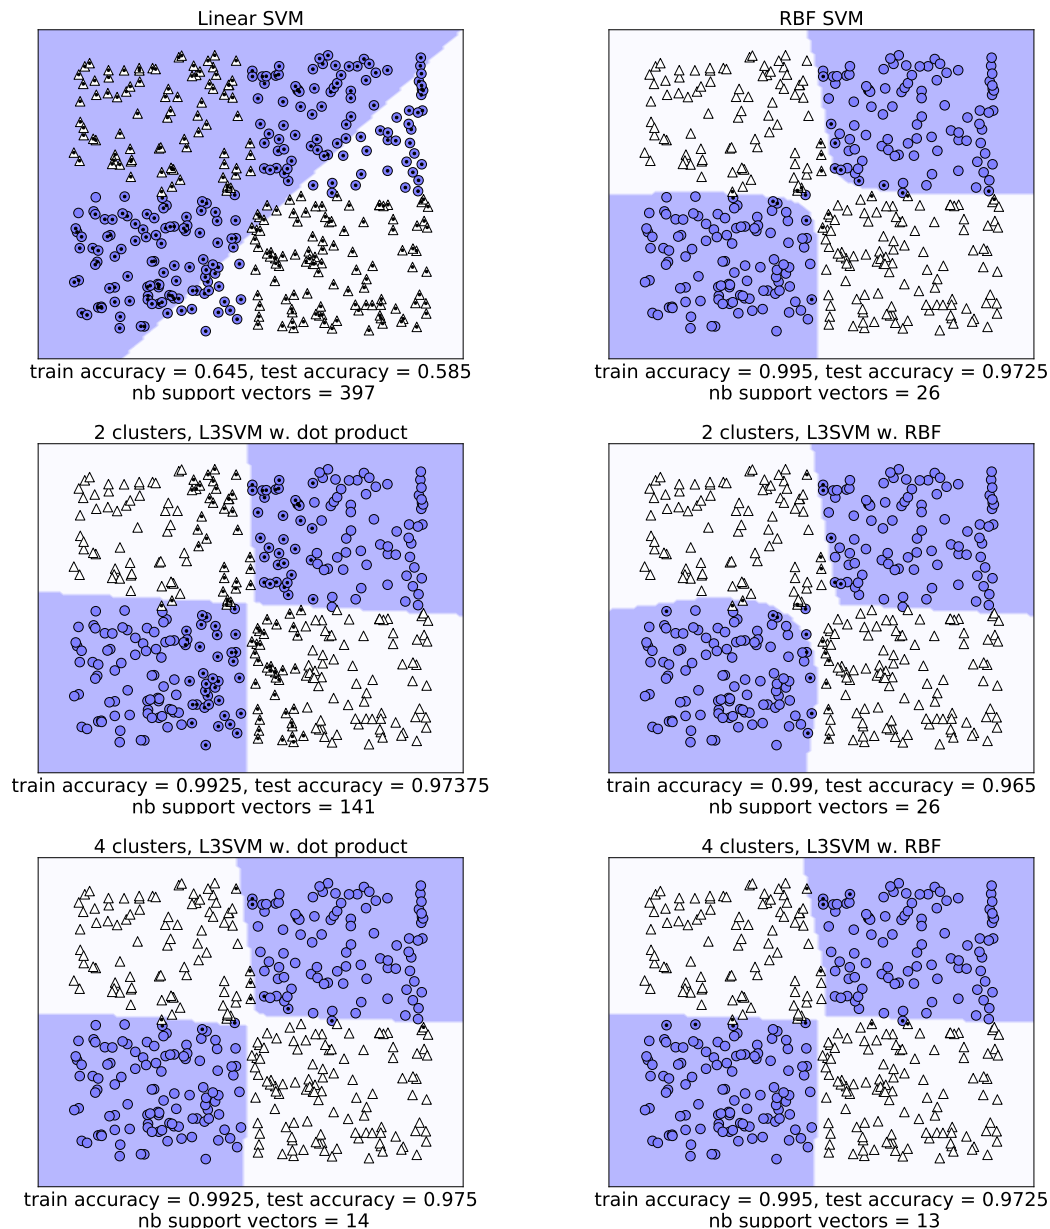 Linear SVM
train accuracy = 0.645, test accuracy = 0.585
nb support vectors = 397
RBF SVM
train accuracy = 0.995, test accuracy = 0.9725
nb support vectors = 26
2 clusters, L3SVM w. dot product
train accuracy = 0.9925, test accuracy = 0.97375
nb support vectors = 141
2 clusters, L3SVM w. RBF
train accuracy = 0.99, test accuracy = 0.965
nb support vectors = 26
4 clusters, L3SVM w. dot product
train accuracy = 0.9925, test accuracy = 0.975
nb support vectors = 14
4 clusters, L3SVM w. RBF
train accuracy = 0.995, test accuracy = 0.9725
nb support vectors = 13